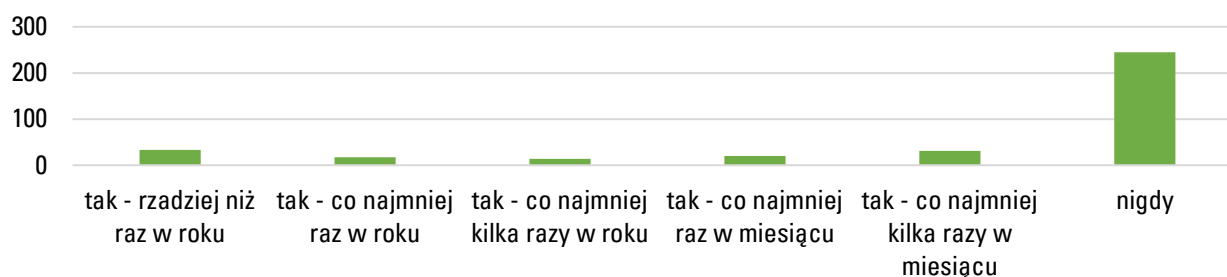 300
200
100
0
tak - rzadziej niż
raz w roku
tak - co najmniej
raz w roku
tak - co najmniej
kilka razy w roku
tak - co najmniej
raz w miesiącu
tak - co najmniej
kilka razy w
miesiącu
nigdy